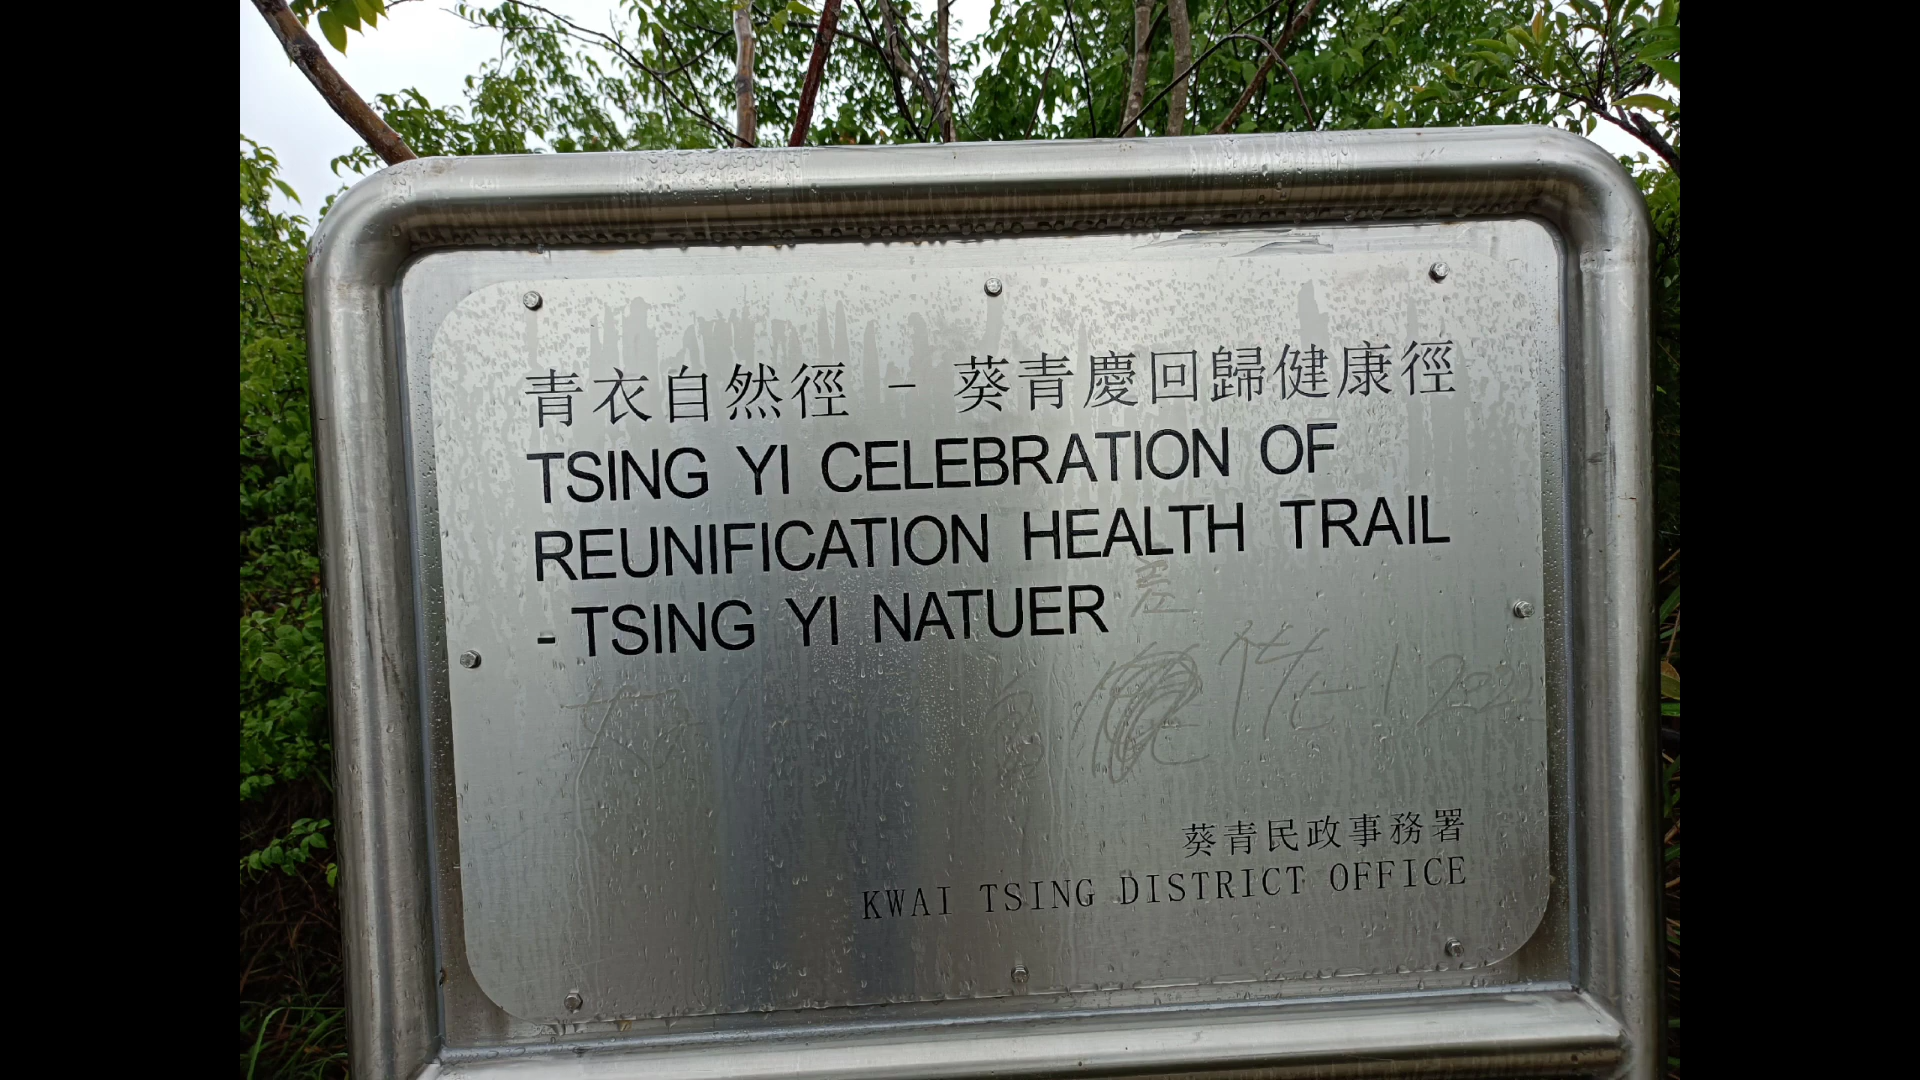 青衣自然徑 - 葵青慶回歸健康徑
TSING YI CELEBRATION OF
REUNIFICATION HEALTH TRAIL
- TSING YI NATUER
葵青民政事務署
KWAI TSING DISTRICT OFFICE